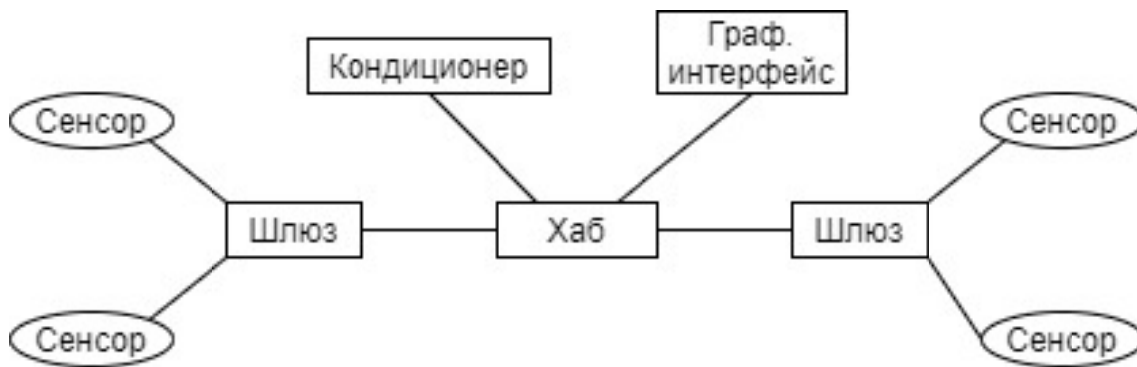 Кондиционер
Граф.
интерфейс
Сенсор
Сенсор
Шлюз
Хаб
Шлюз
Сенсор
Сенсор